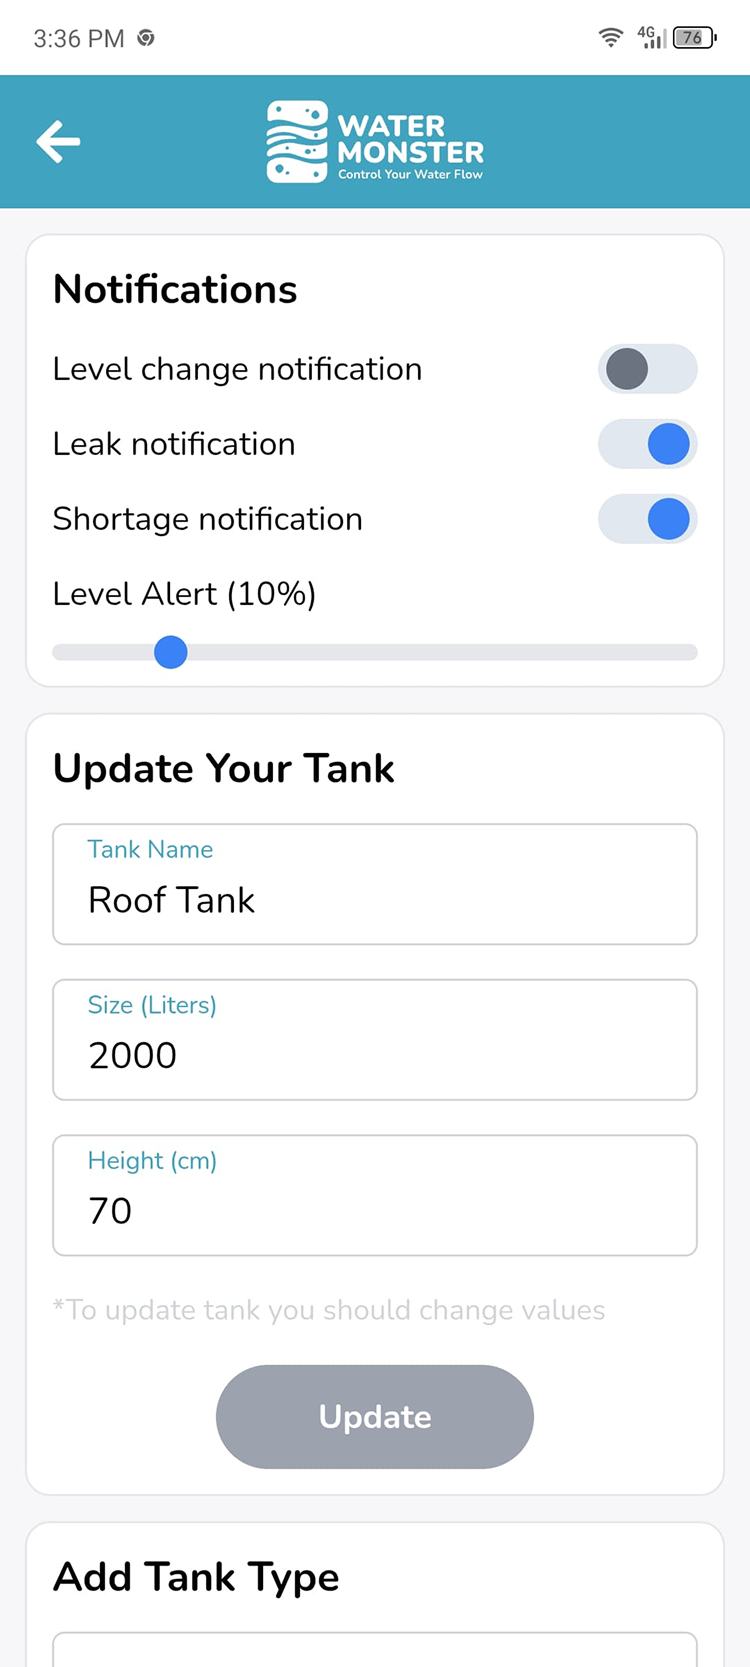 3:36 PM
4G
76
WATER
MONSTER
Control Your Water Flow
Notifications
Level change notification
Leak notification
Shortage notification
Level Alert (10%)
Update Your Tank
Tank Name
Roof Tank
Size (Liters)
2000
Height (cm)
70
*To update tank you should change values
Update
Add Tank Type